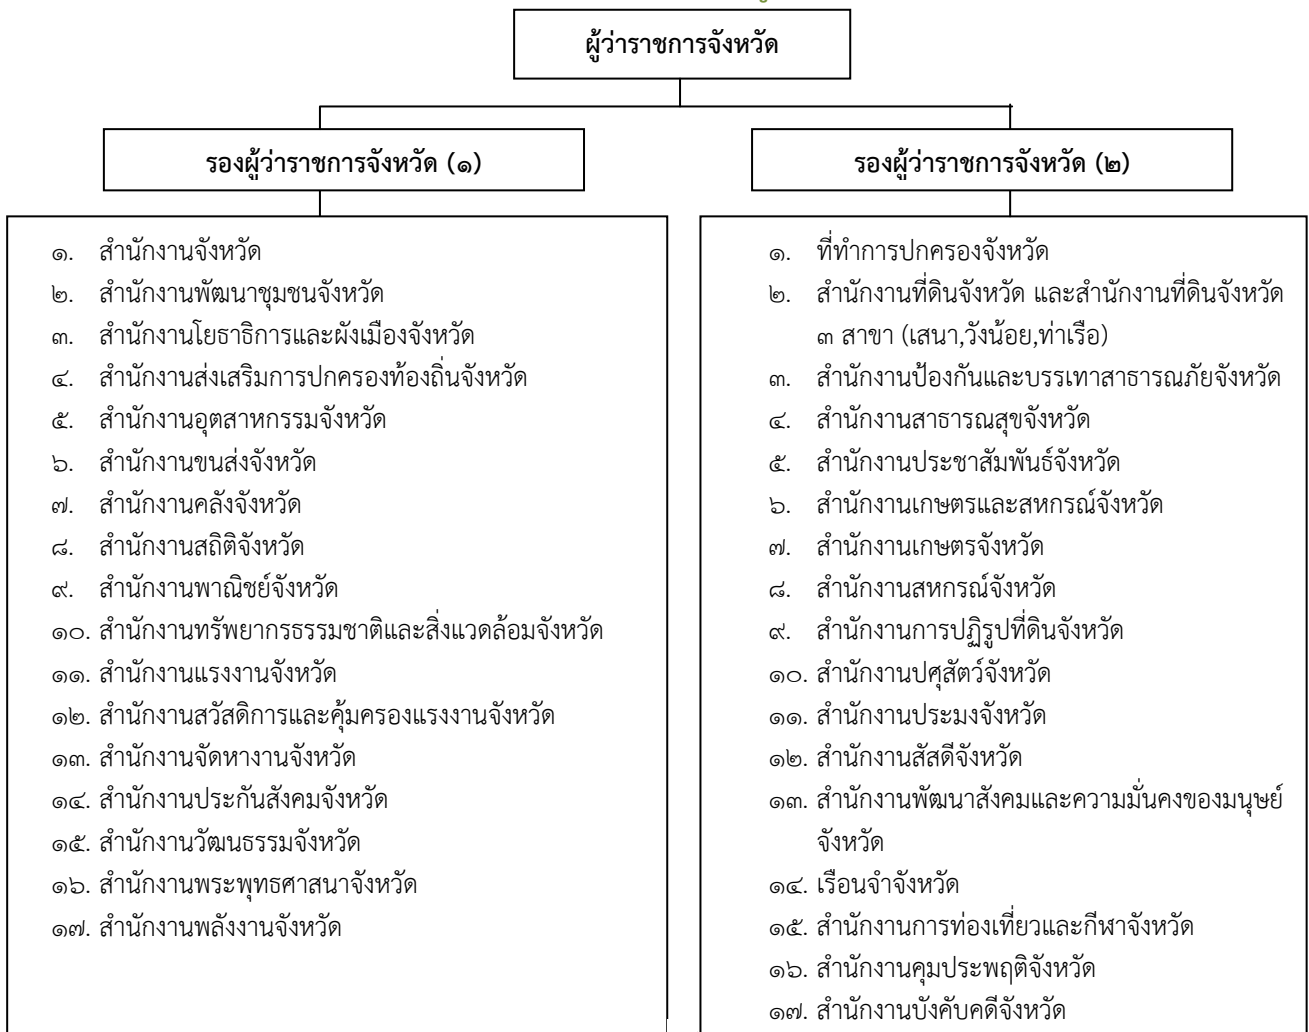 ผู้ว่าราชการจังหวัด
รองผู้ว่าราชการจังหวัด (๑)
๑. สำนักงานจังหวัด
๒. สำนักงานพัฒนาชุมชนจังหวัด
๓. สำนักงานโยธาธิการและผังเมืองจังหวัด
๔. สำนักงานส่งเสริมการปกครองท้องถิ่นจังหวัด
๕. สำนักงานอุตสาหกรรมจังหวัด
๖. สำนักงานขนส่งจังหวัด
๗. สำนักงานคลังจังหวัด
๘. สำนักงานสถิติจังหวัด
๙. สำนักงานพาณิชย์จังหวัด
๑๐. สำนักงานทรัพยากรธรรมชาติและสิ่งแวดล้อมจังหวัด
๑๑. สำนักงานแรงงานจังหวัด
๑๒. สำนักงานสวัสดิการและคุ้มครองแรงงานจังหวัด
๑๓. สำนักงานจัดหางานจังหวัด
๑๔. สำนักงานประกันสังคมจังหวัด
๑๕. สำนักงานวัฒนธรรมจังหวัด
๑๖. สำนักงานพระพุทธศาสนาจังหวัด
๑๗. สำนักงานพลังงานจังหวัด
รองผู้ว่าราชการจังหวัด (๒)
๑. ที่ทำการปกครองจังหวัด
๒. สำนักงานที่ดินจังหวัด และสำนักงานที่ดินจังหวัด
๓ สาขา (เสนา,วังน้อย,ท่าเรือ)
๓. สำนักงานป้องกันและบรรเทาสาธารณภัยจังหวัด
๔. สำนักงานสาธารณสุขจังหวัด
๕. สำนักงานประชาสัมพันธ์จังหวัด
๖. สำนักงานเกษตรและสหกรณ์จังหวัด
๗. สำนักงานเกษตรจังหวัด
๘. สำนักงานสหกรณ์จังหวัด
๙. สำนักงานการปฏิรูปที่ดินจังหวัด
๑๐. สำนักงานปศุสัตว์จังหวัด
๑๑. สำนักงานประมงจังหวัด
๑๒. สำนักงานสัสดีจังหวัด
๑๓. สำนักงานพัฒนาสังคมและความมั่นคงของมนุษย์
จังหวัด
๑๔. เรือนจำจังหวัด
๑๕. สำนักงานการท่องเที่ยวและกีฬาจังหวัด
๑๖. สำนักงานคุมประพฤติจังหวัด
๑๗. สำนักงานบังคับคดีจังหวัด